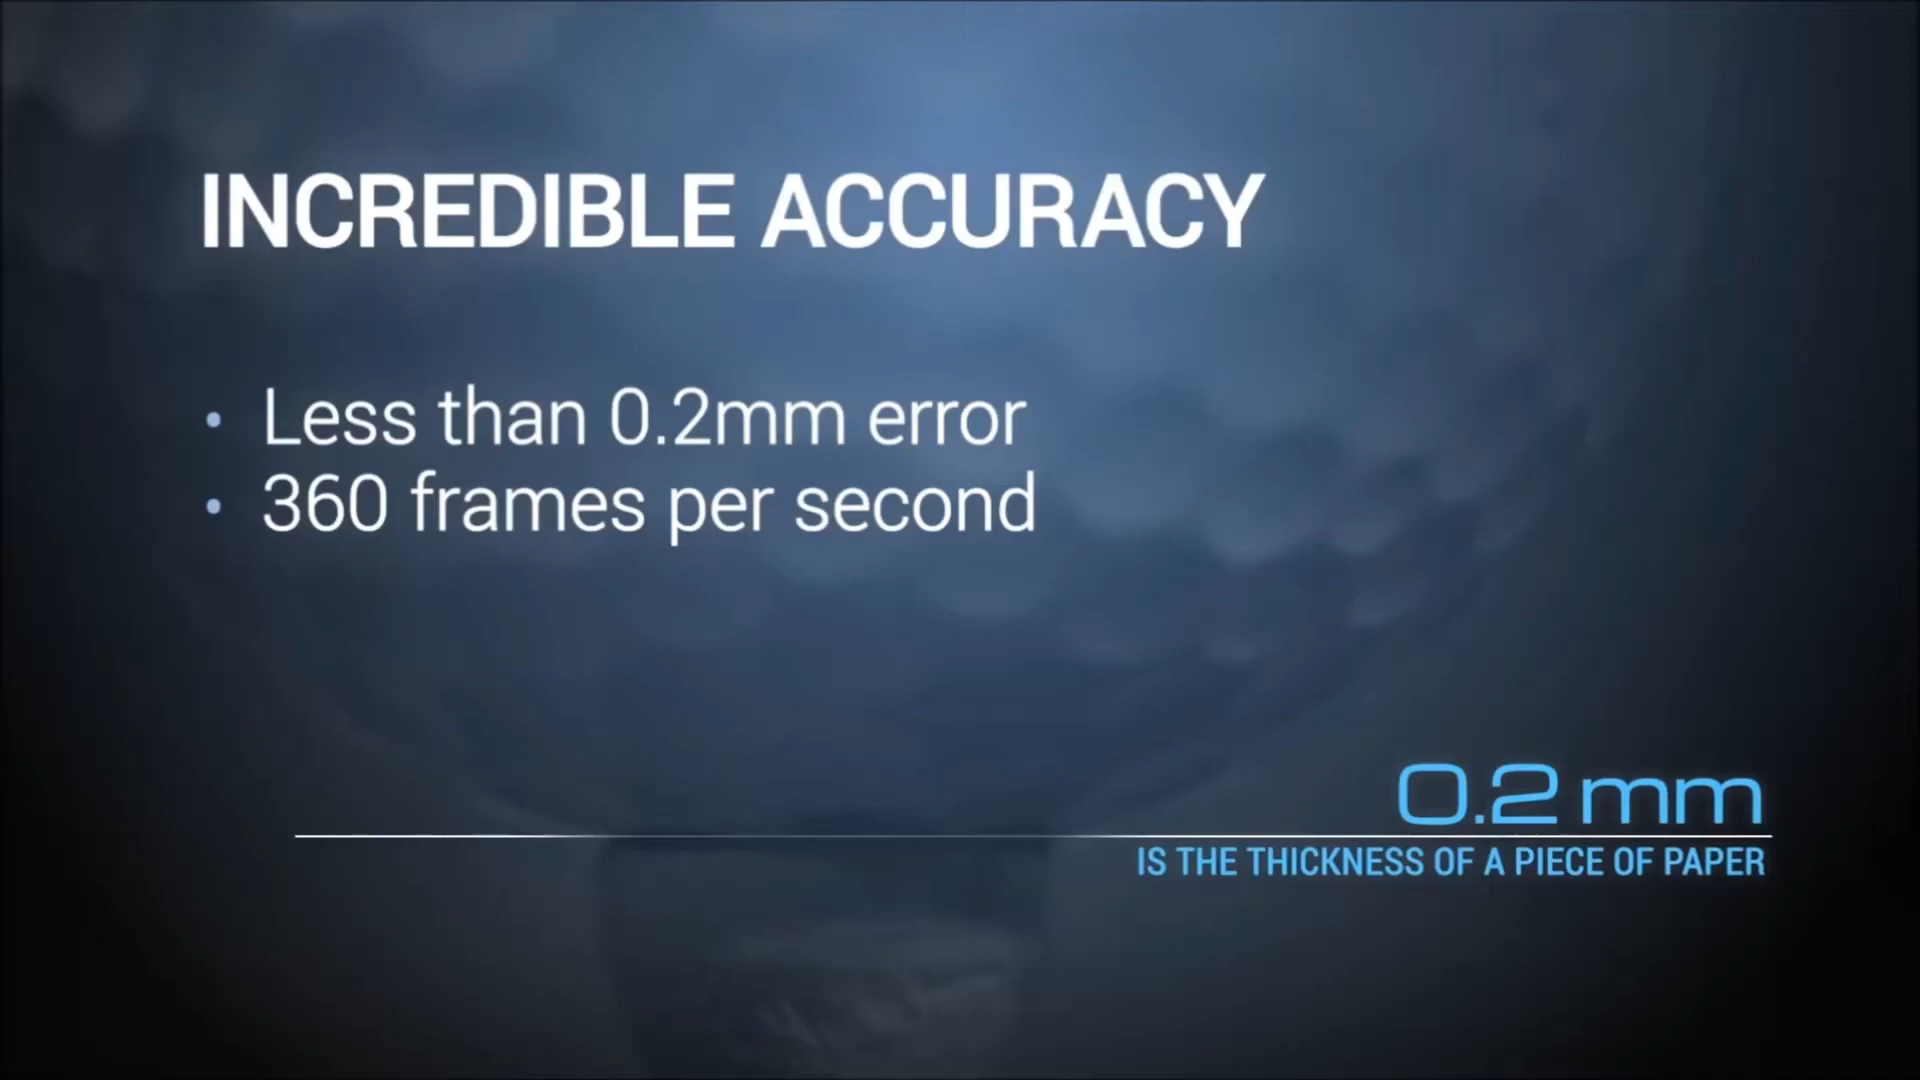 INCREDIBLE ACCURACY
• Less than 0.2mm error
• 360 frames per second
0.2 mm
IS THE THICKNESS OF A PIECE OF PAPER